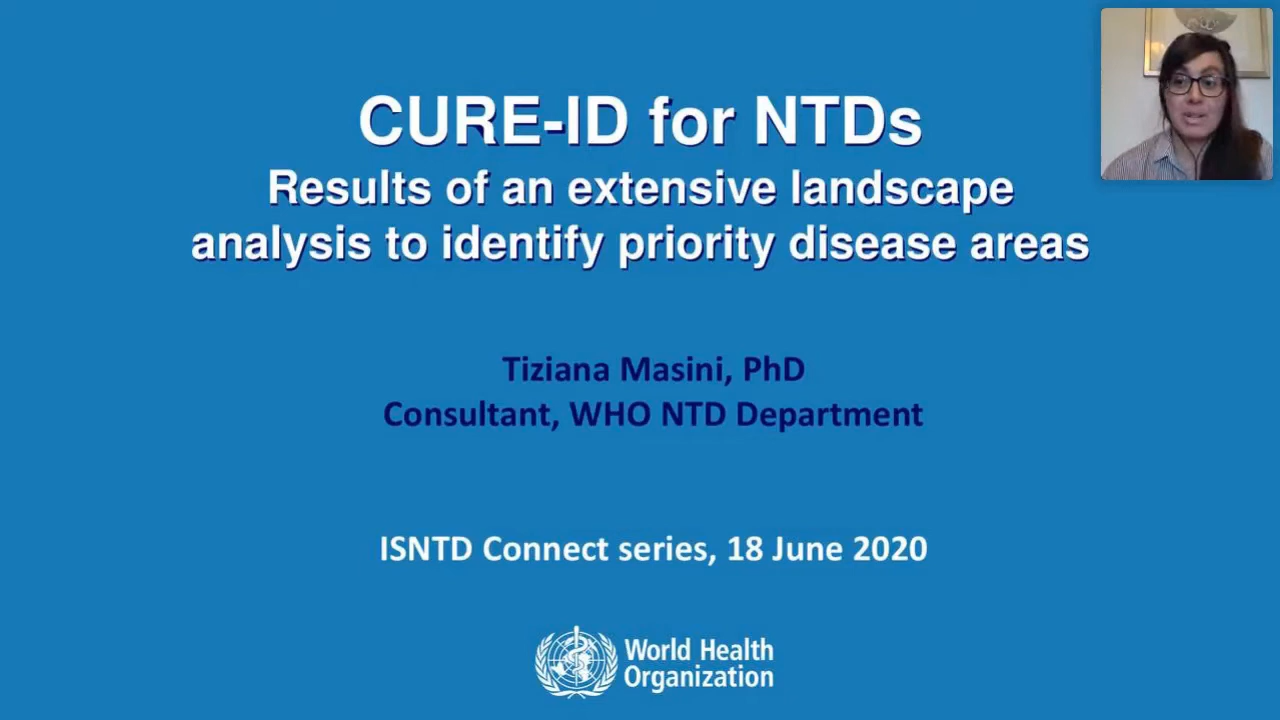 CURE-ID for NTDs
Results of an extensive landscape
analysis to identify priority disease areas
Tiziana Masini, PhD
Consultant, WHO NTD Department
ISNTD Connect series, 18 June 2020
World Health
Organization